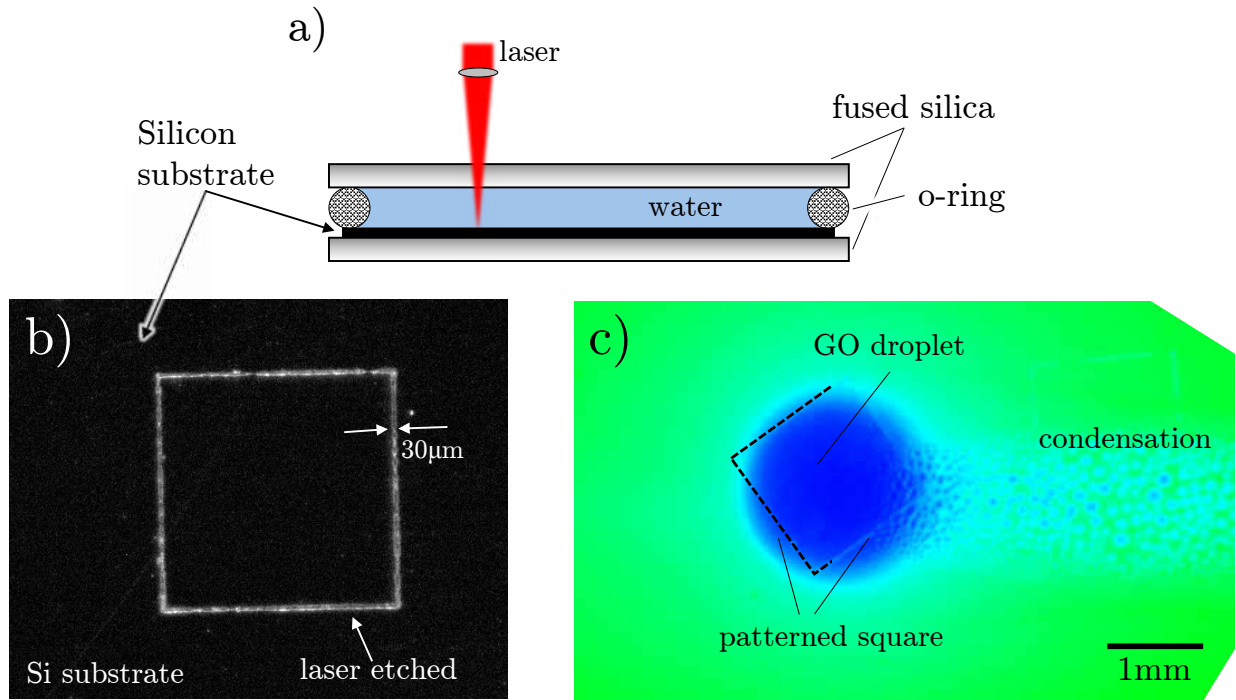 a)
laser
fused silica
Silicon
substrate
o-ring
water
b)
30μm
laser etched
Si substrate
c)
GO droplet
condensation
patterned square
1mm